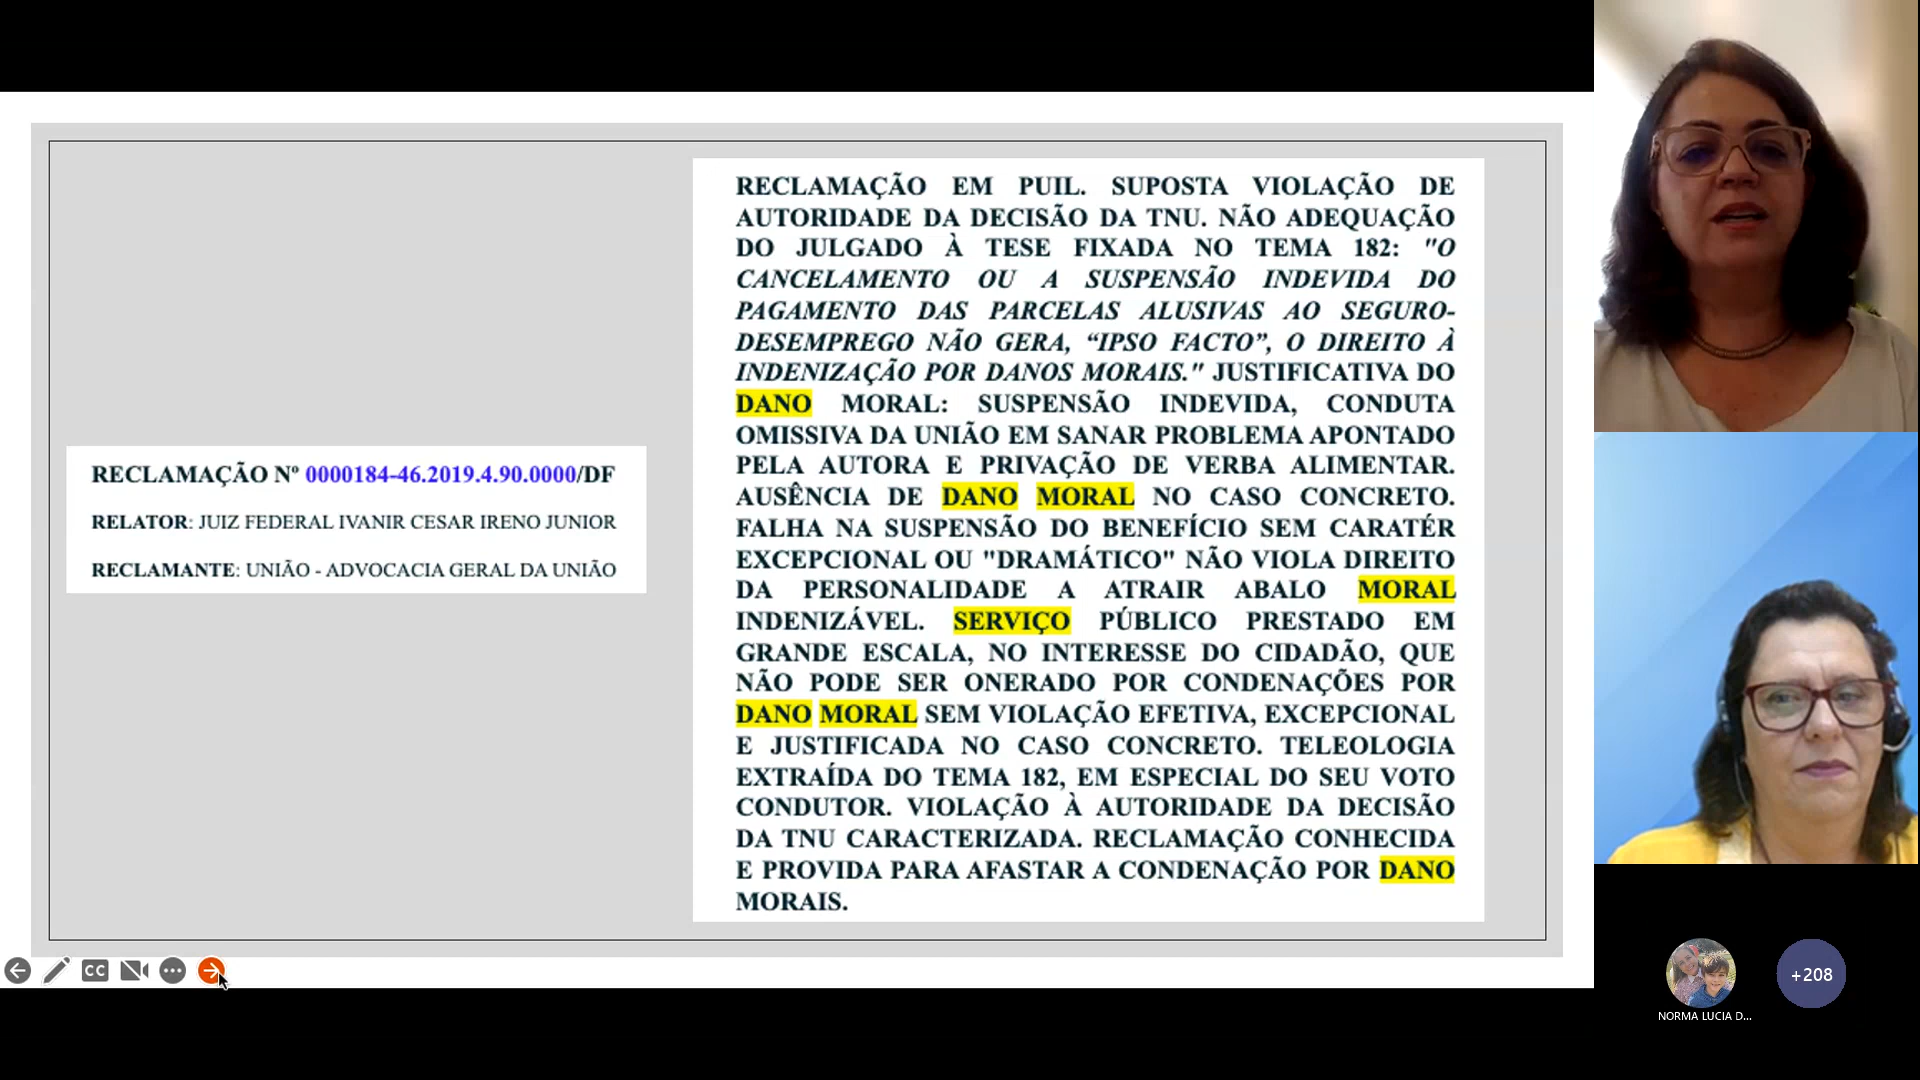 RECLAMAÇÃO Nº 0000184-46.2019.4.90.0000/DF
RELATOR: JUIZ FEDERAL IVANIR CESAR IRENO JUNIOR
RECLAMANTE: UNIÃO - ADVOCACIA GERAL DA UNIÃO
RECLAMAÇÃO EM PUIL. SUPOSTA VIOLAÇÃO DE
AUTORIDADE DA DECISÃO DA TNU. NÃO ADEQUAÇÃO
DO JULGADO À TESE FIXADA NO TEMA 182: "O
CANCELAMENTO OU A SUSPENSÃO INDEVIDA DO
PAGAMENTO DAS PARCELAS ALUSIVAS AO SEGURO-
DESEMPREGO NÃO GERA, “IPSO FACTO”, O DIREITO À
INDENIZAÇÃO POR DANOS MORAIS." JUSTIFICATIVA DO
DANO MORAL: SUSPENSÃO INDEVIDA, CONDUTA
OMISSIVA DA UNIÃO EM SANAR PROBLEMA APONTADO
PELA AUTORA E PRIVAÇÃO DE VERBA ALIMENTAR.
AUSÊNCIA DE DANO MORAL NO CASO CONCRETO.
FALHA NA SUSPENSÃO DO BENEFÍCIO SEM CARATÉR
EXCEPCIONAL OU "DRAMÁTICO" NÃO VIOLA DIREITO
DA PERSONALIDADE A ATRAIR ABALO MORAL
INDENIZÁVEL. SERVIÇO PÚBLICO PRESTADO EM
GRANDE ESCALA, NO INTERESSE DO CIDADÃO, QUE
NÃO PODE SER ONERADO POR CONDENAÇÕES POR
DANO MORAL SEM VIOLAÇÃO EFETIVA, EXCEPCIONAL
E JUSTIFICADA NO CASO CONCRETO. TELEOLOGIA
EXTRAÍDA DO TEMA 182, EM ESPECIAL DO SEU VOTO
CONDUTOR. VIOLAÇÃO À AUTORIDADE DA DECISÃO
DA TNU CARACTERIZADA. RECLAMAÇÃO CONHECIDA
E PROVIDA PARA AFASTAR A CONDENAÇÃO POR DANO
MORAIS.
CC
+208
NORMA LUCIA D...